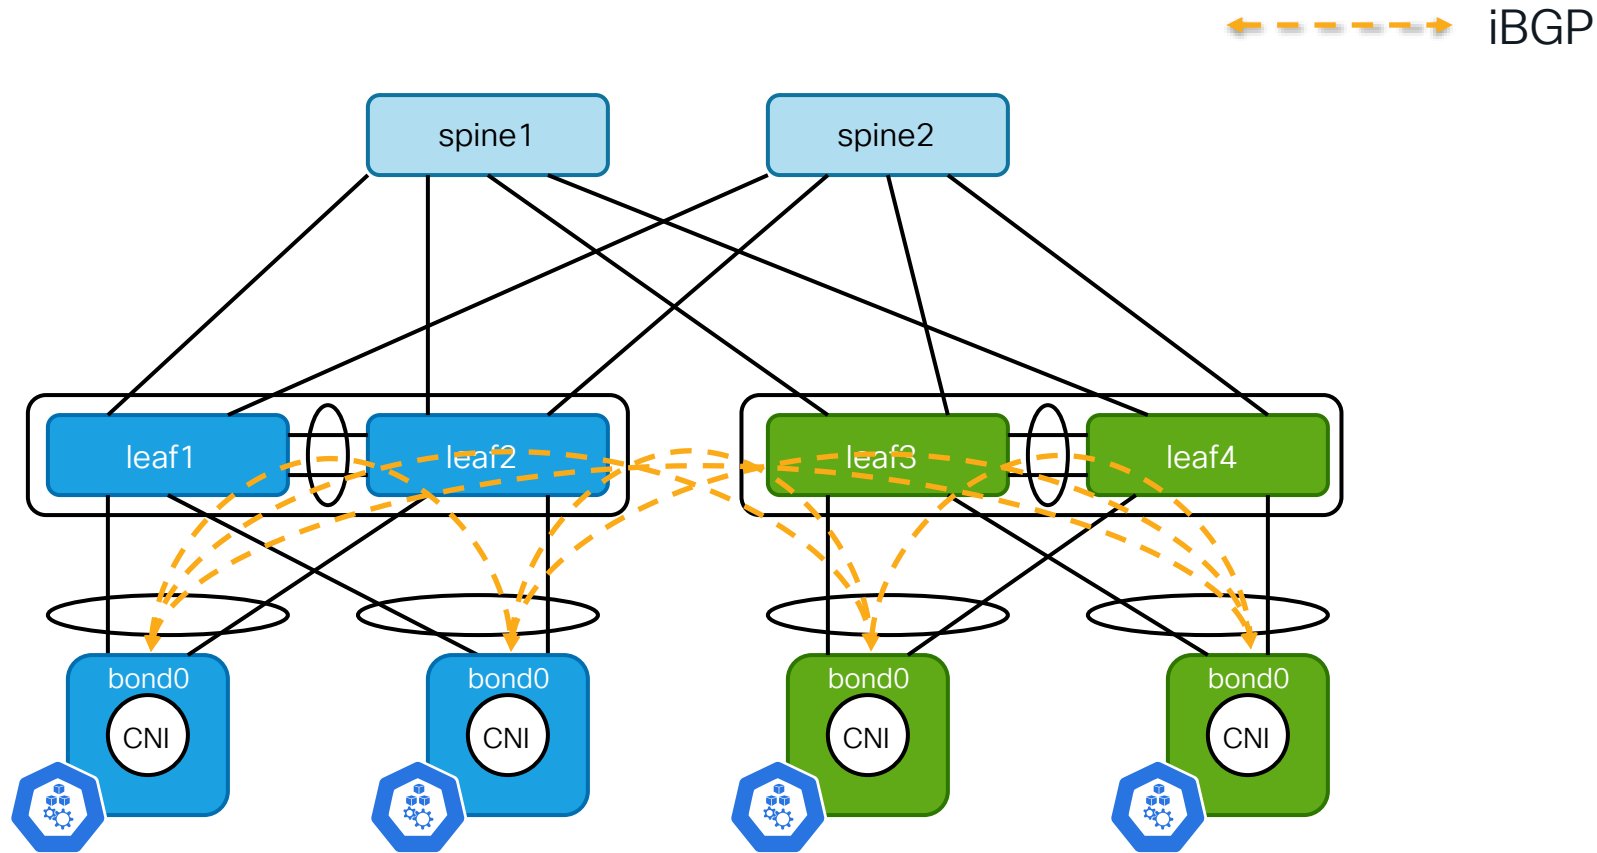 iBGP
spine1
spine2
leaf1
leaf2
leaf3
leaf4
bond0
bond0
bond0
bond0
CNI
CNI
CNI
CNI